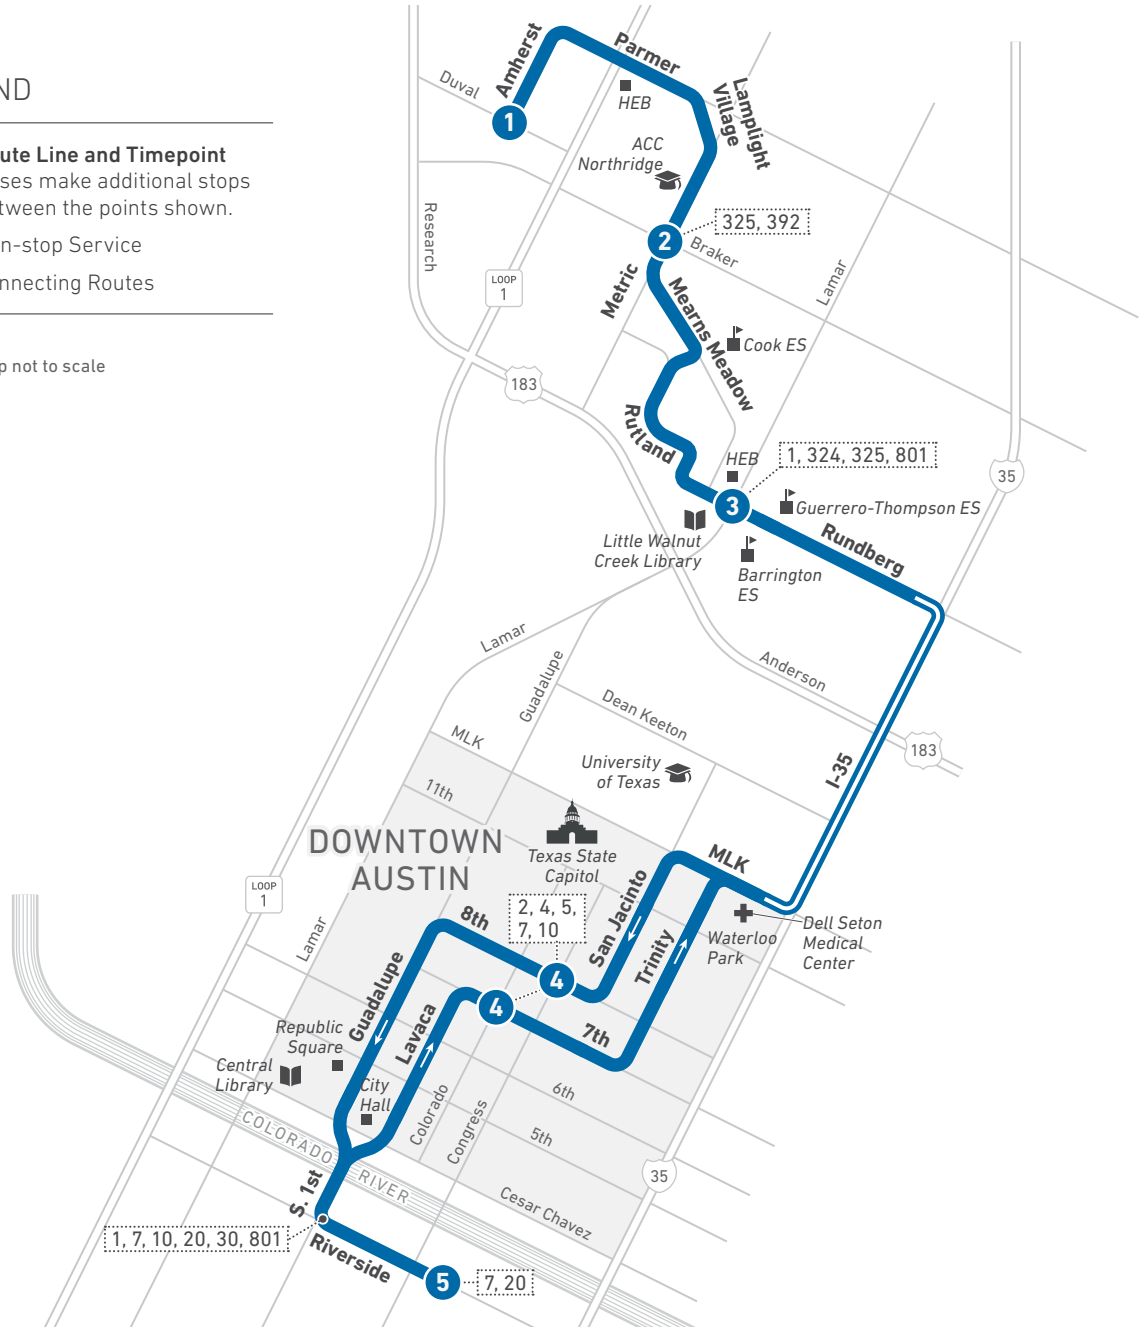 ND
ute Line and Timepoint
ses make additional stops
tween the points shown.
n-stop Service
nnecting Routes
p not to scale
Amherst
Parmer
Duval
1
HEB
Lamplight
Village
ACC
Northridge
325, 392
2
Braker
Research
LOOP
1
Metric
Mearns Meadow
Lamar
Cook ES
183
Rutland
HEB
1, 324, 325, 801
35
3
Guerrero-Thompson ES
Little Walnut
Creek Library
Rundberg
Barrington
ES
Lamar
Guadalupe
Anderson
Dean Keeton
MLK
183
University
of Texas
I-35
11th
DOWNTOWN
AUSTIN
Texas State
Capitol
MLK
LOOP
1
Lamar
8th
2, 4, 5,
7, 10
San Jacinto
Trinity
Waterloo
Park
Dell Seton
Medical
Center
4
4
Guadalupe
Lavaca
7th
Republic
Square
Central
Library
City
Hall
Colorado
Congress
6th
5th
COLORADO RIVER
35
S. 1st
Cesar Chavez
1, 7, 10, 20, 30, 801
Riverside
5
7, 20